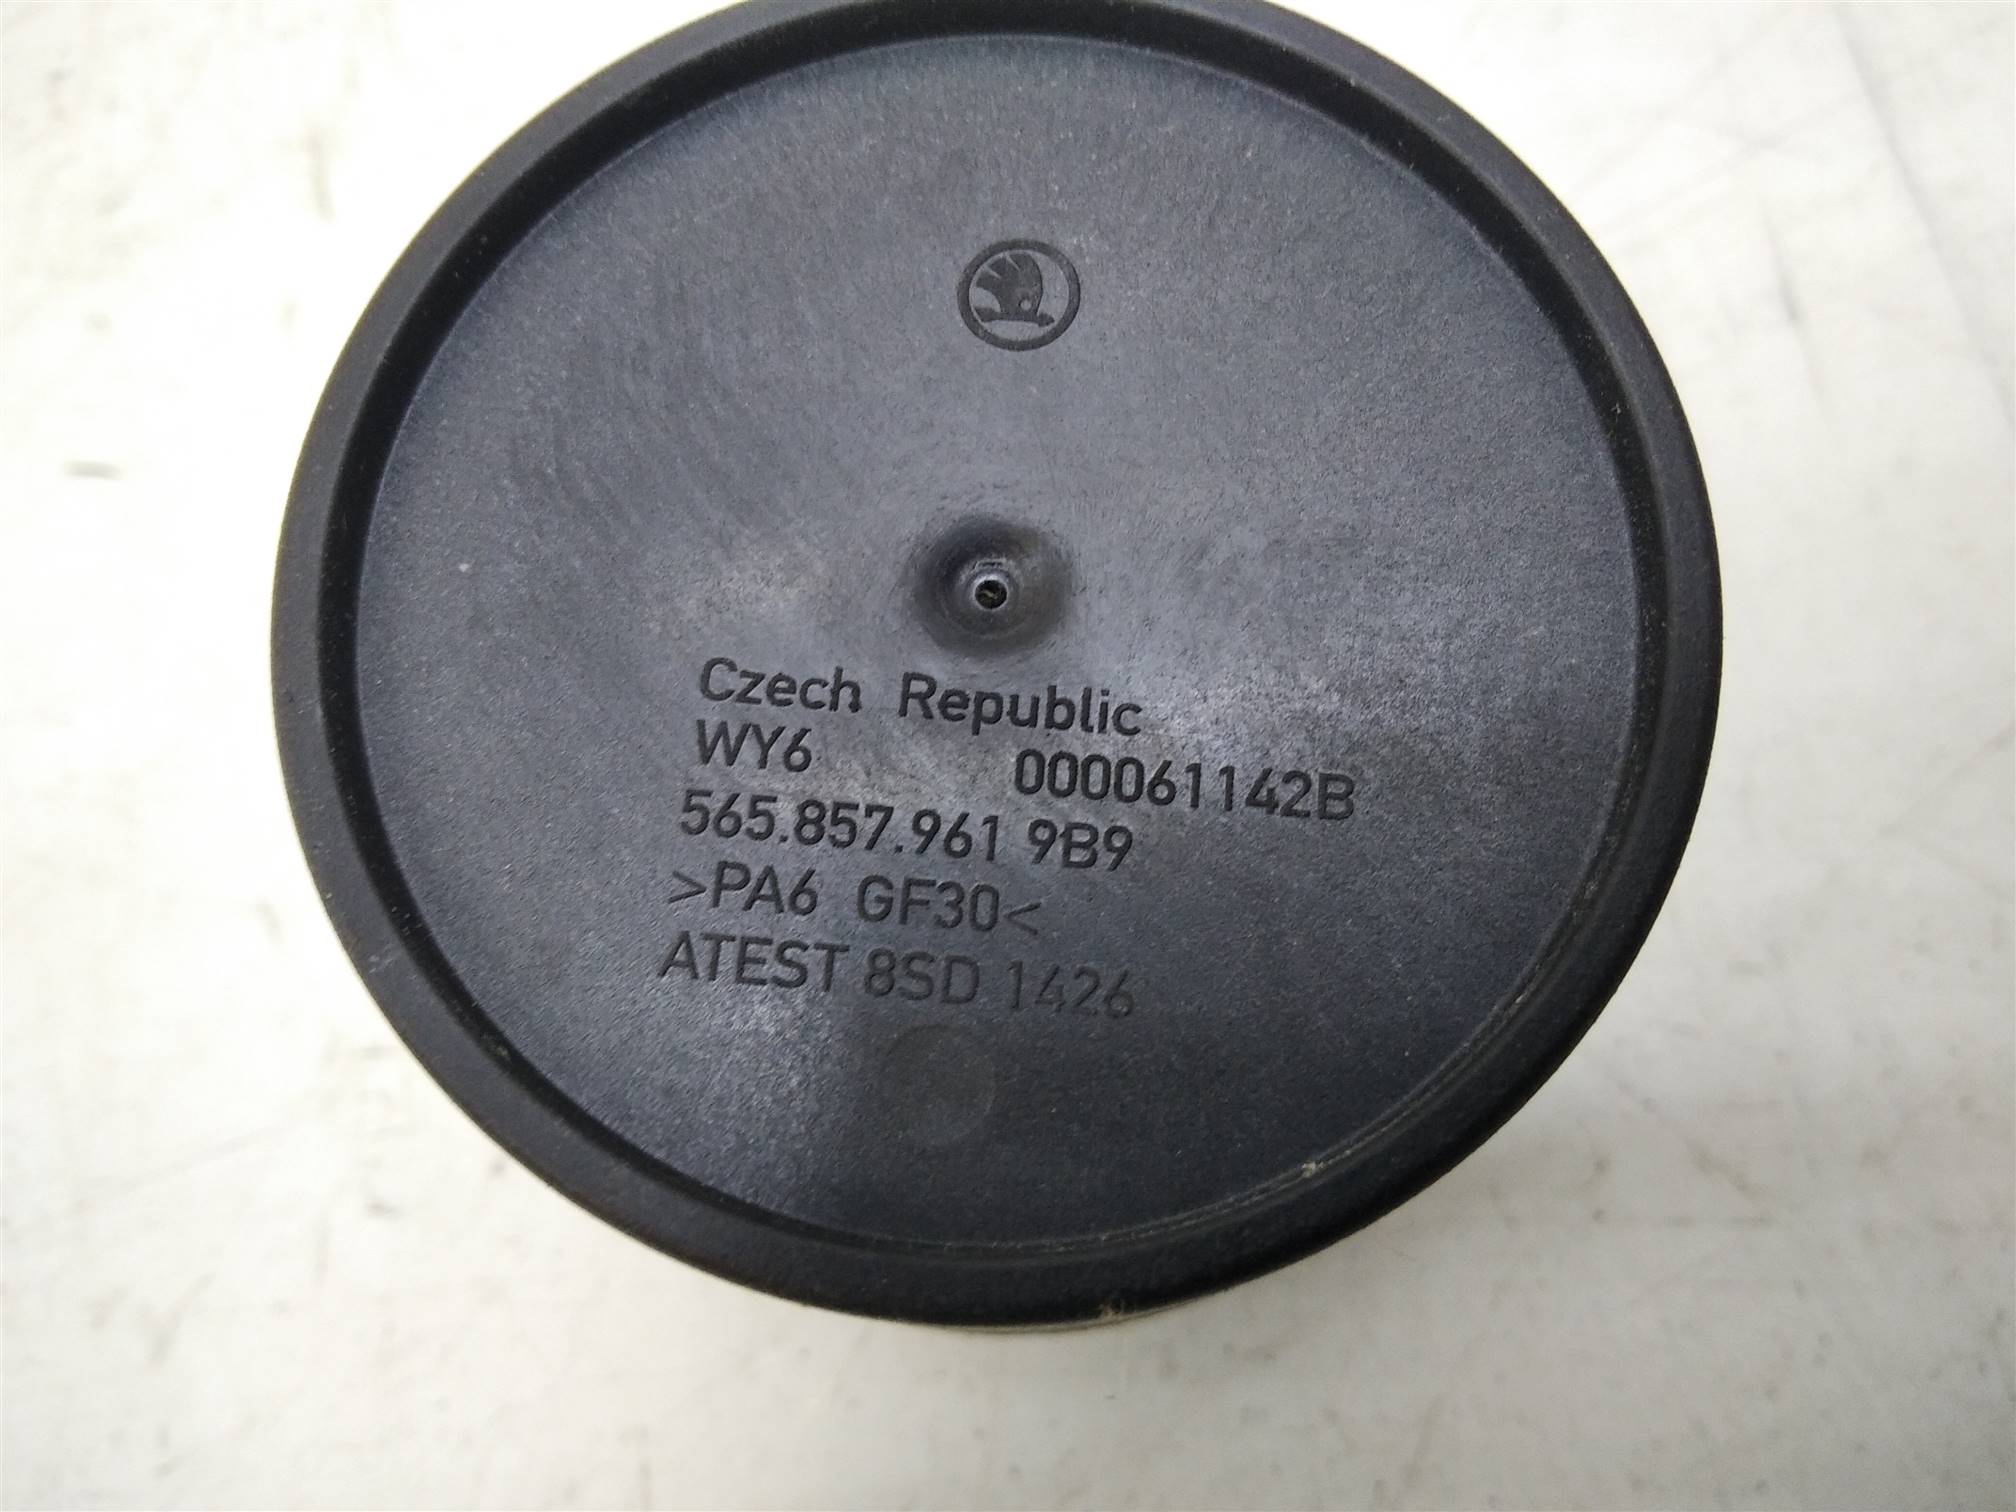 Czech Republic
WY6 000061142B
565.857.961 9B9
>PA6 GF30<
ATEST 8SD 1426